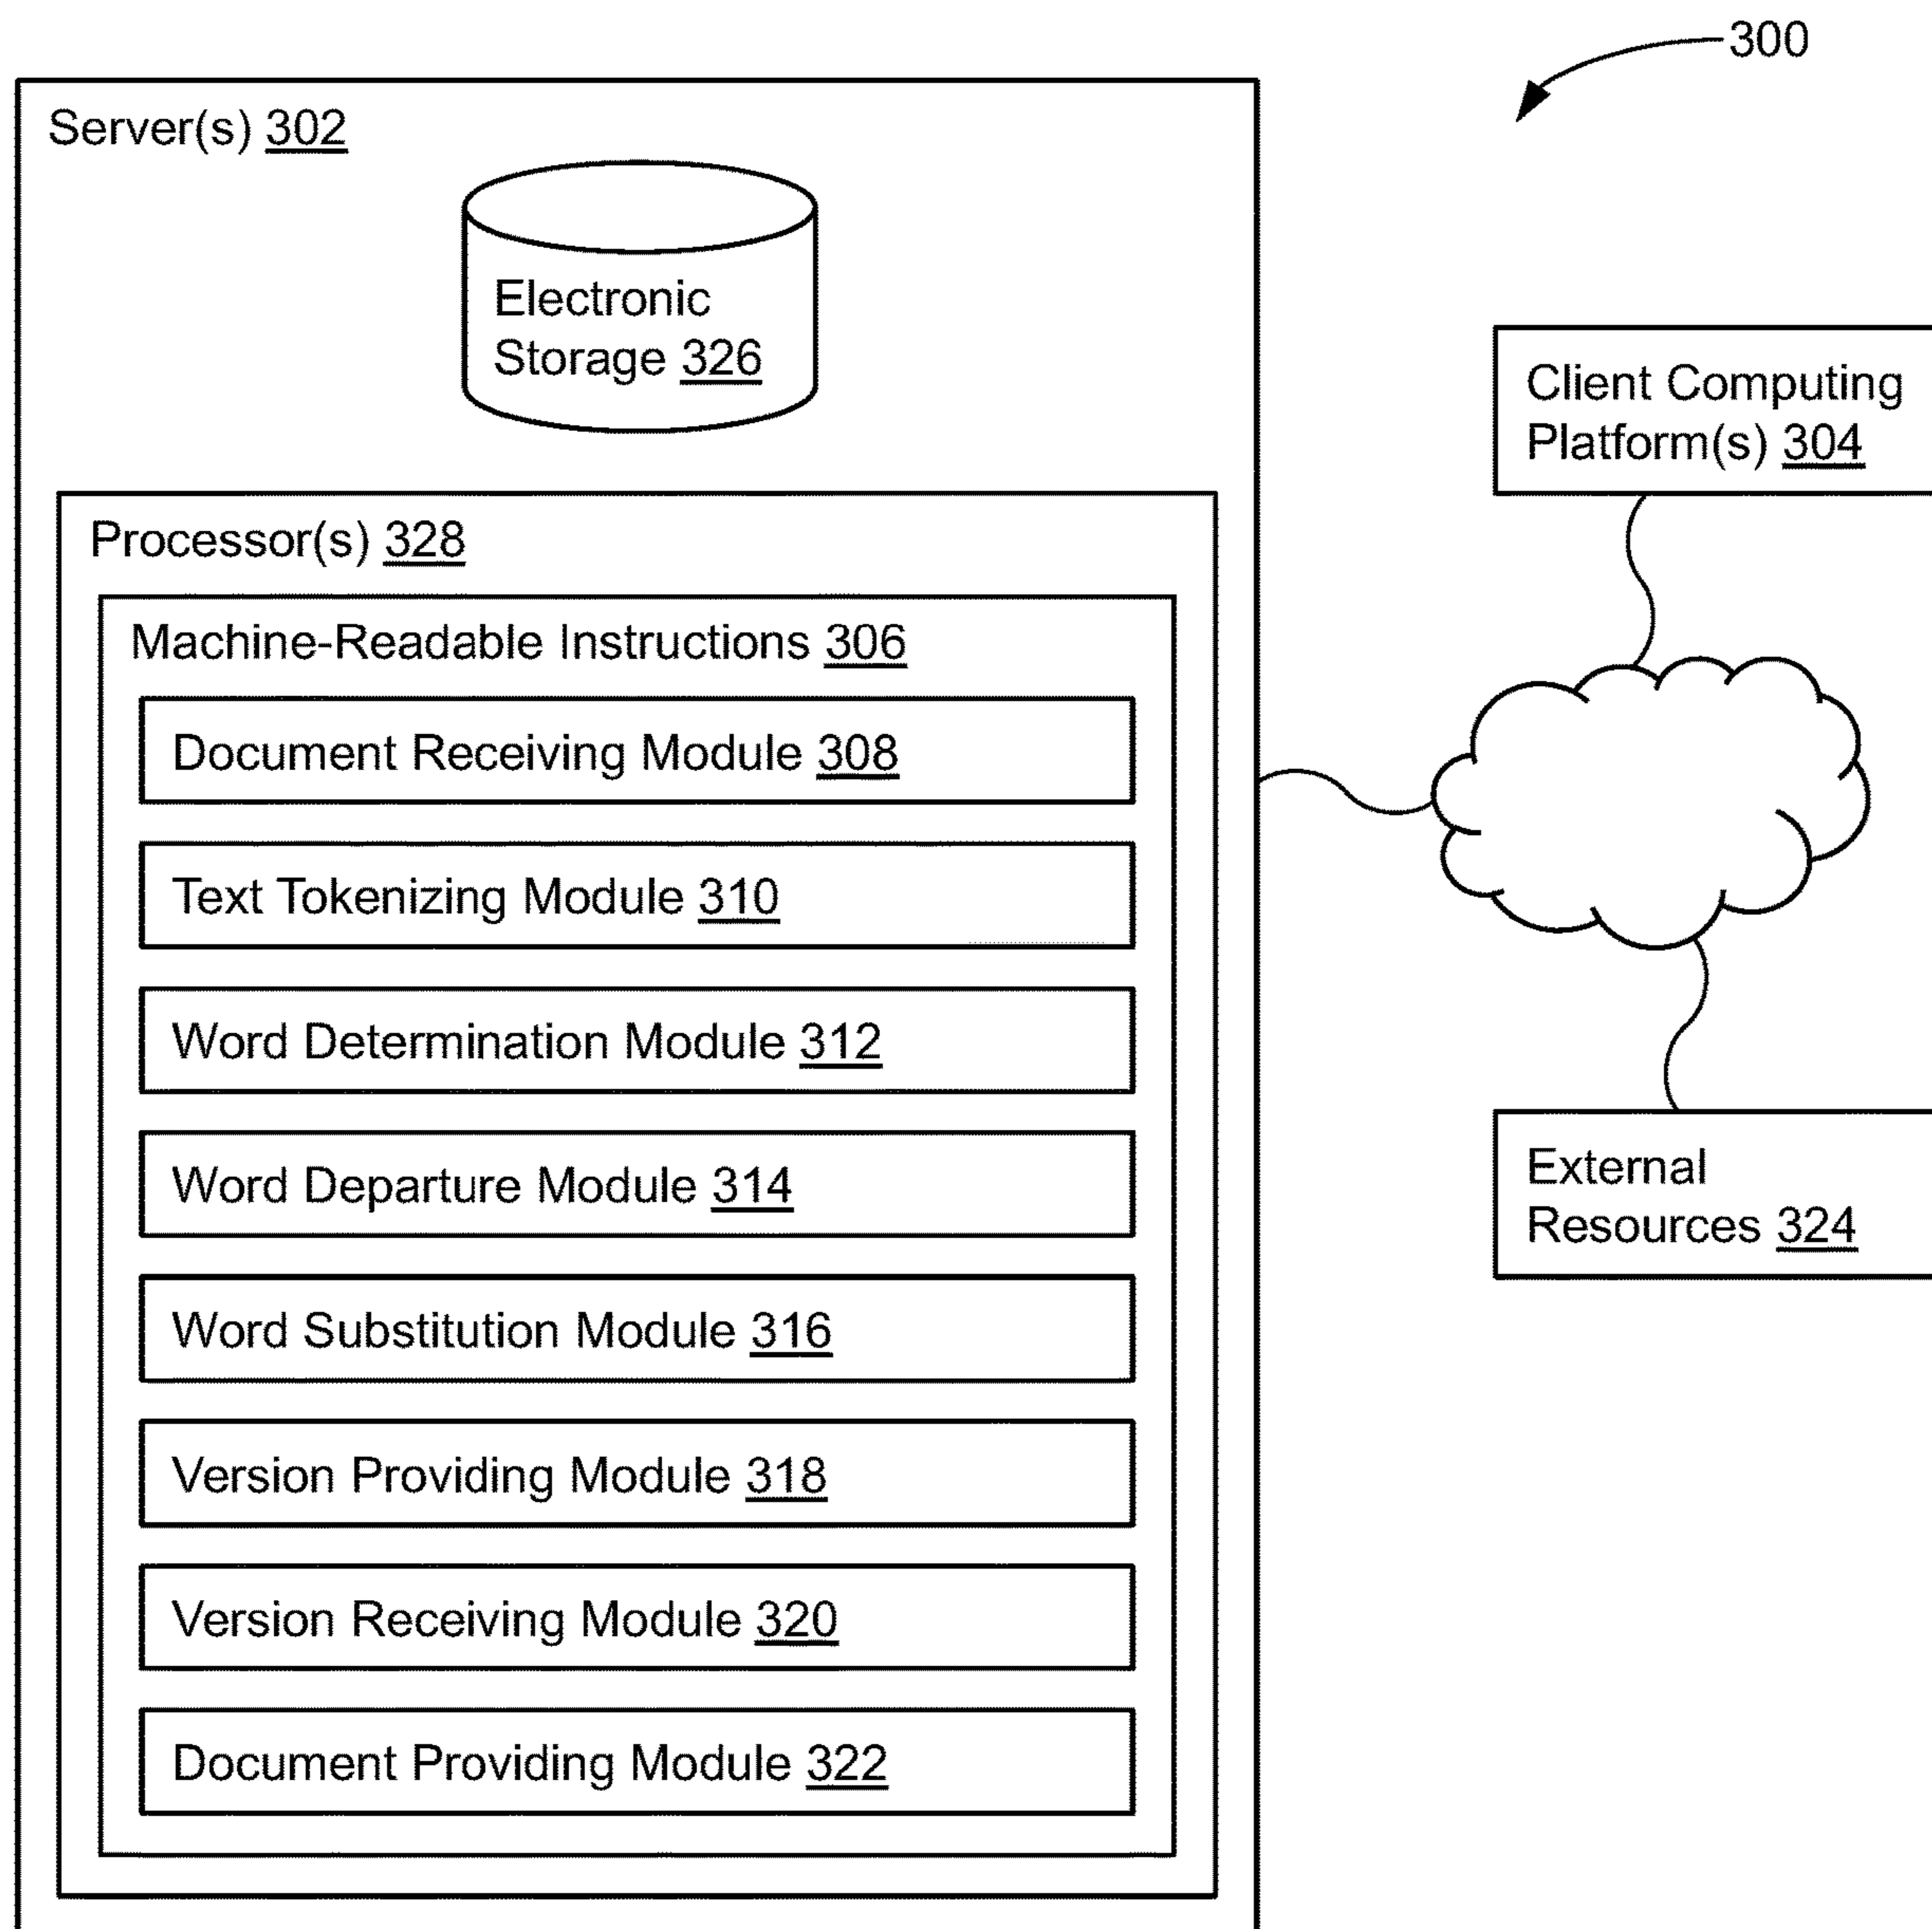 300
Server(s) 302
Electronic
Storage 326
Client Computing
Platform(s) 304
Processor(s) 328
Machine-Readable Instructions 306
Document Receiving Module 308
Text Tokenizing Module 310
Word Determination Module 312
Word Departure Module 314
Word Substitution Module 316
Version Providing Module 318
Version Receiving Module 320
Document Providing Module 322
External
Resources 324